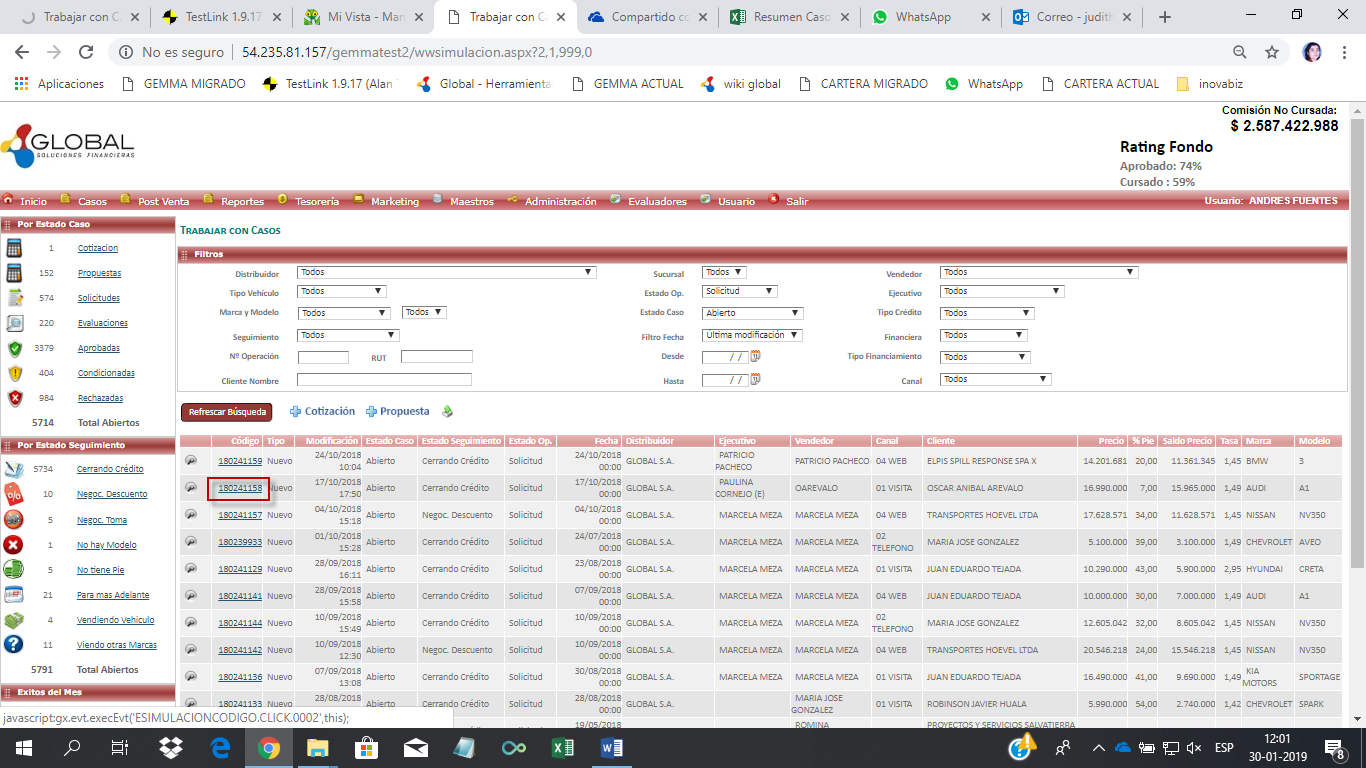 Trabajar con C
TestLink 1.9.17
Mi Vista - Man
Trabajar con C
Compartido co
Resumen Caso
WhatsApp
Correo - judith
No es seguro | 54.235.81.157/gemmatest2/wwsimulacion.aspx?2,1,999,0
Aplicaciones GEMMA MIGRADO TestLink 1.9.17 (Alan Global - Herramienta GEMMA ACTUAL wiki global CARTERA MIGRADO WhatsApp CARTERA ACTUAL inovabiz
Comisión No Cursada:
$ 2.587.422.988
GLOBAL
SOLUCIONES FINANCIERAS
Rating Fondo
Aprobado: 74%
Cursado : 59%
Inicio Casos Post Venta Reportes Tesorería Marketing Maestros Administración Evaluadores Usuario Salir Usuario: ANDRES FUENTES
Por Estado Caso
1 Cotizacion
152 Propuestas
574 Solicitudes
220 Evaluaciones
3379 Aprobadas
404 Condicionadas
984 Rechazadas
5714 Total Abiertos
Por Estado Seguimiento
5734 Cerrando Crédito
10 Negoc. Descuento
5 Negoc. Toma
1 No hay Modelo
5 No tiene Pie
21 Para mas Adelante
4 Vendiendo Vehiculo
11 Viendo otras Marcas
5791 Total Abiertos
Exitos del Mes
TRABAJAR CON CASOS
Filtros
Distribuidor Todos Sucursal Todos Vendedor Todos
Tipo Vehículo Todos Estado Op. Solicitud Ejecutivo Todos
Marca y Modelo Todos Todos Estado Caso Abierto Tipo Crédito Todos
Seguimiento Todos Filtro Fecha Última modificación Financiera Todos
Nº Operación RUT Desde / / Tipo Financiamiento Todos
Cliente Nombre Hasta / / Canal Todos
Refrescar Búsqueda Cotización Propuesta
Código Tipo Modificación Estado Caso Estado Seguimiento Estado Op. Fecha Distribuidor Ejecutivo Vendedor Canal Cliente Precio % Pie Saldo Precio Tasa Marca Modelo
180241159 Nuevo 24/10/2018 10:04 Abierto Cerrando Crédito Solicitud 24/10/2018 00:00 GLOBAL S.A. PATRICIO PACHECO PATRICIO PACHECO 04 WEB ELPIS SPILL RESPONSE SPA X 14.201.681 20,00 11.361.345 1,45 BMW 3
180241158 Nuevo 17/10/2018 17:50 Abierto Cerrando Crédito Solicitud 17/10/2018 00:00 GLOBAL S.A. PAULINA CORNEJO (E) OAREVALO 01 VISITA OSCAR ANIBAL AREVALO 16.990.000 7,00 15.965.000 1,49 AUDI A1
180241157 Nuevo 04/10/2018 15:18 Abierto Negoc. Descuento Solicitud 04/10/2018 00:00 GLOBAL S.A. MARCELA MEZA MARCELA MEZA 04 WEB TRANSPORTES HOEVEL LTDA 17.628.571 34,00 11.628.571 1,45 NISSAN NV350
180239933 Nuevo 01/10/2018 15:28 Abierto Cerrando Crédito Solicitud 24/07/2018 00:00 GLOBAL S.A. MARCELA MEZA MARCELA MEZA 02 TELEFONO MARIA JOSE GONZALEZ 5.100.000 39,00 3.100.000 1,49 CHEVROLET AVEO
180241129 Nuevo 28/09/2018 16:11 Abierto Cerrando Crédito Solicitud 23/08/2018 00:00 GLOBAL S.A. MARCELA MEZA MARCELA MEZA 01 VISITA JUAN EDUARDO TEJADA 10.290.000 43,00 5.900.000 2,95 HYUNDAI CRETA
180241141 Nuevo 28/09/2018 15:58 Abierto Cerrando Crédito Solicitud 07/09/2018 00:00 GLOBAL S.A. MARCELA MEZA MARCELA MEZA 01 VISITA JUAN EDUARDO TEJADA 10.000.000 30,00 7.000.000 1,49 AUDI A1
180241144 Nuevo 10/09/2018 15:49 Abierto Cerrando Crédito Solicitud 10/09/2018 00:00 GLOBAL S.A. MARCELA MEZA MARCELA MEZA 02 TELEFONO JUAN EDUARDO TEJADA 12.605.042 32,00 8.605.042 1,45 NISSAN NV350
180241142 Nuevo 10/09/2018 12:30 Abierto Negoc. Descuento Solicitud 10/09/2018 00:00 GLOBAL S.A. MARCELA MEZA MARCELA MEZA 04 WEB TRANSPORTES HOEVEL LTDA 20.546.218 24,00 15.546.218 1,45 NISSAN NV350
180241136 Nuevo 07/09/2018 13:08 Abierto Cerrando Crédito Solicitud 30/08/2018 00:00 GLOBAL S.A. MARCELA MEZA MARCELA MEZA 01 VISITA JUAN EDUARDO TEJADA 16.490.000 41,00 9.690.000 1,49 KIA MOTORS SPORTAGE
180241133 Nuevo 28/08/2018 Abierto Cerrando Crédito Solicitud 28/08/2018 00:00 GLOBAL S.A. MARIA JOSE GONZALEZ 01 VISITA ROBINSON JAVIER HUALA 5.990.000 54,00 2.740.000 1,42 CHEVROLET SPARK
19/05/2018 ROMINA PROYECTOS Y SERVICIOS SALVATIERRA
javascript:gx.evt.execEvt('ESIMULACIONCODIGO.CLICK.0002',this);
ESP 12:01
30-01-2019
8